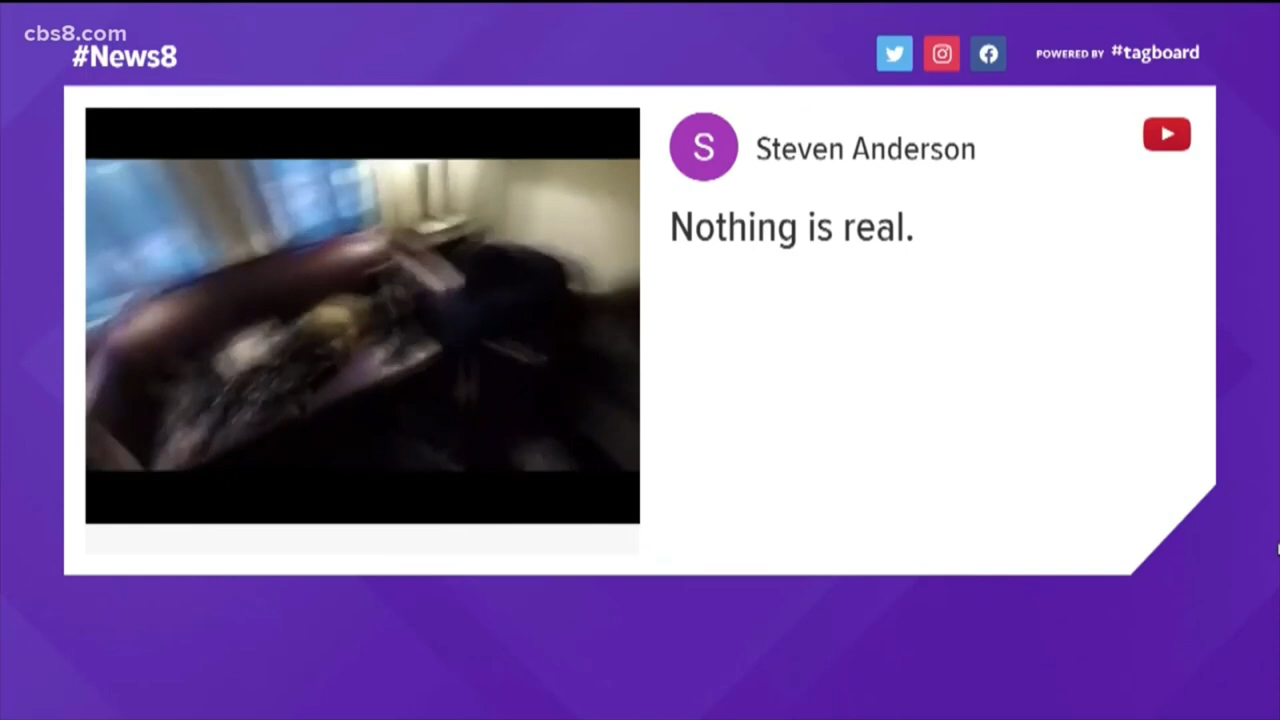 cbs8.com
#News8
POWERED BY #tagboard
S
Steven Anderson
Nothing is real.